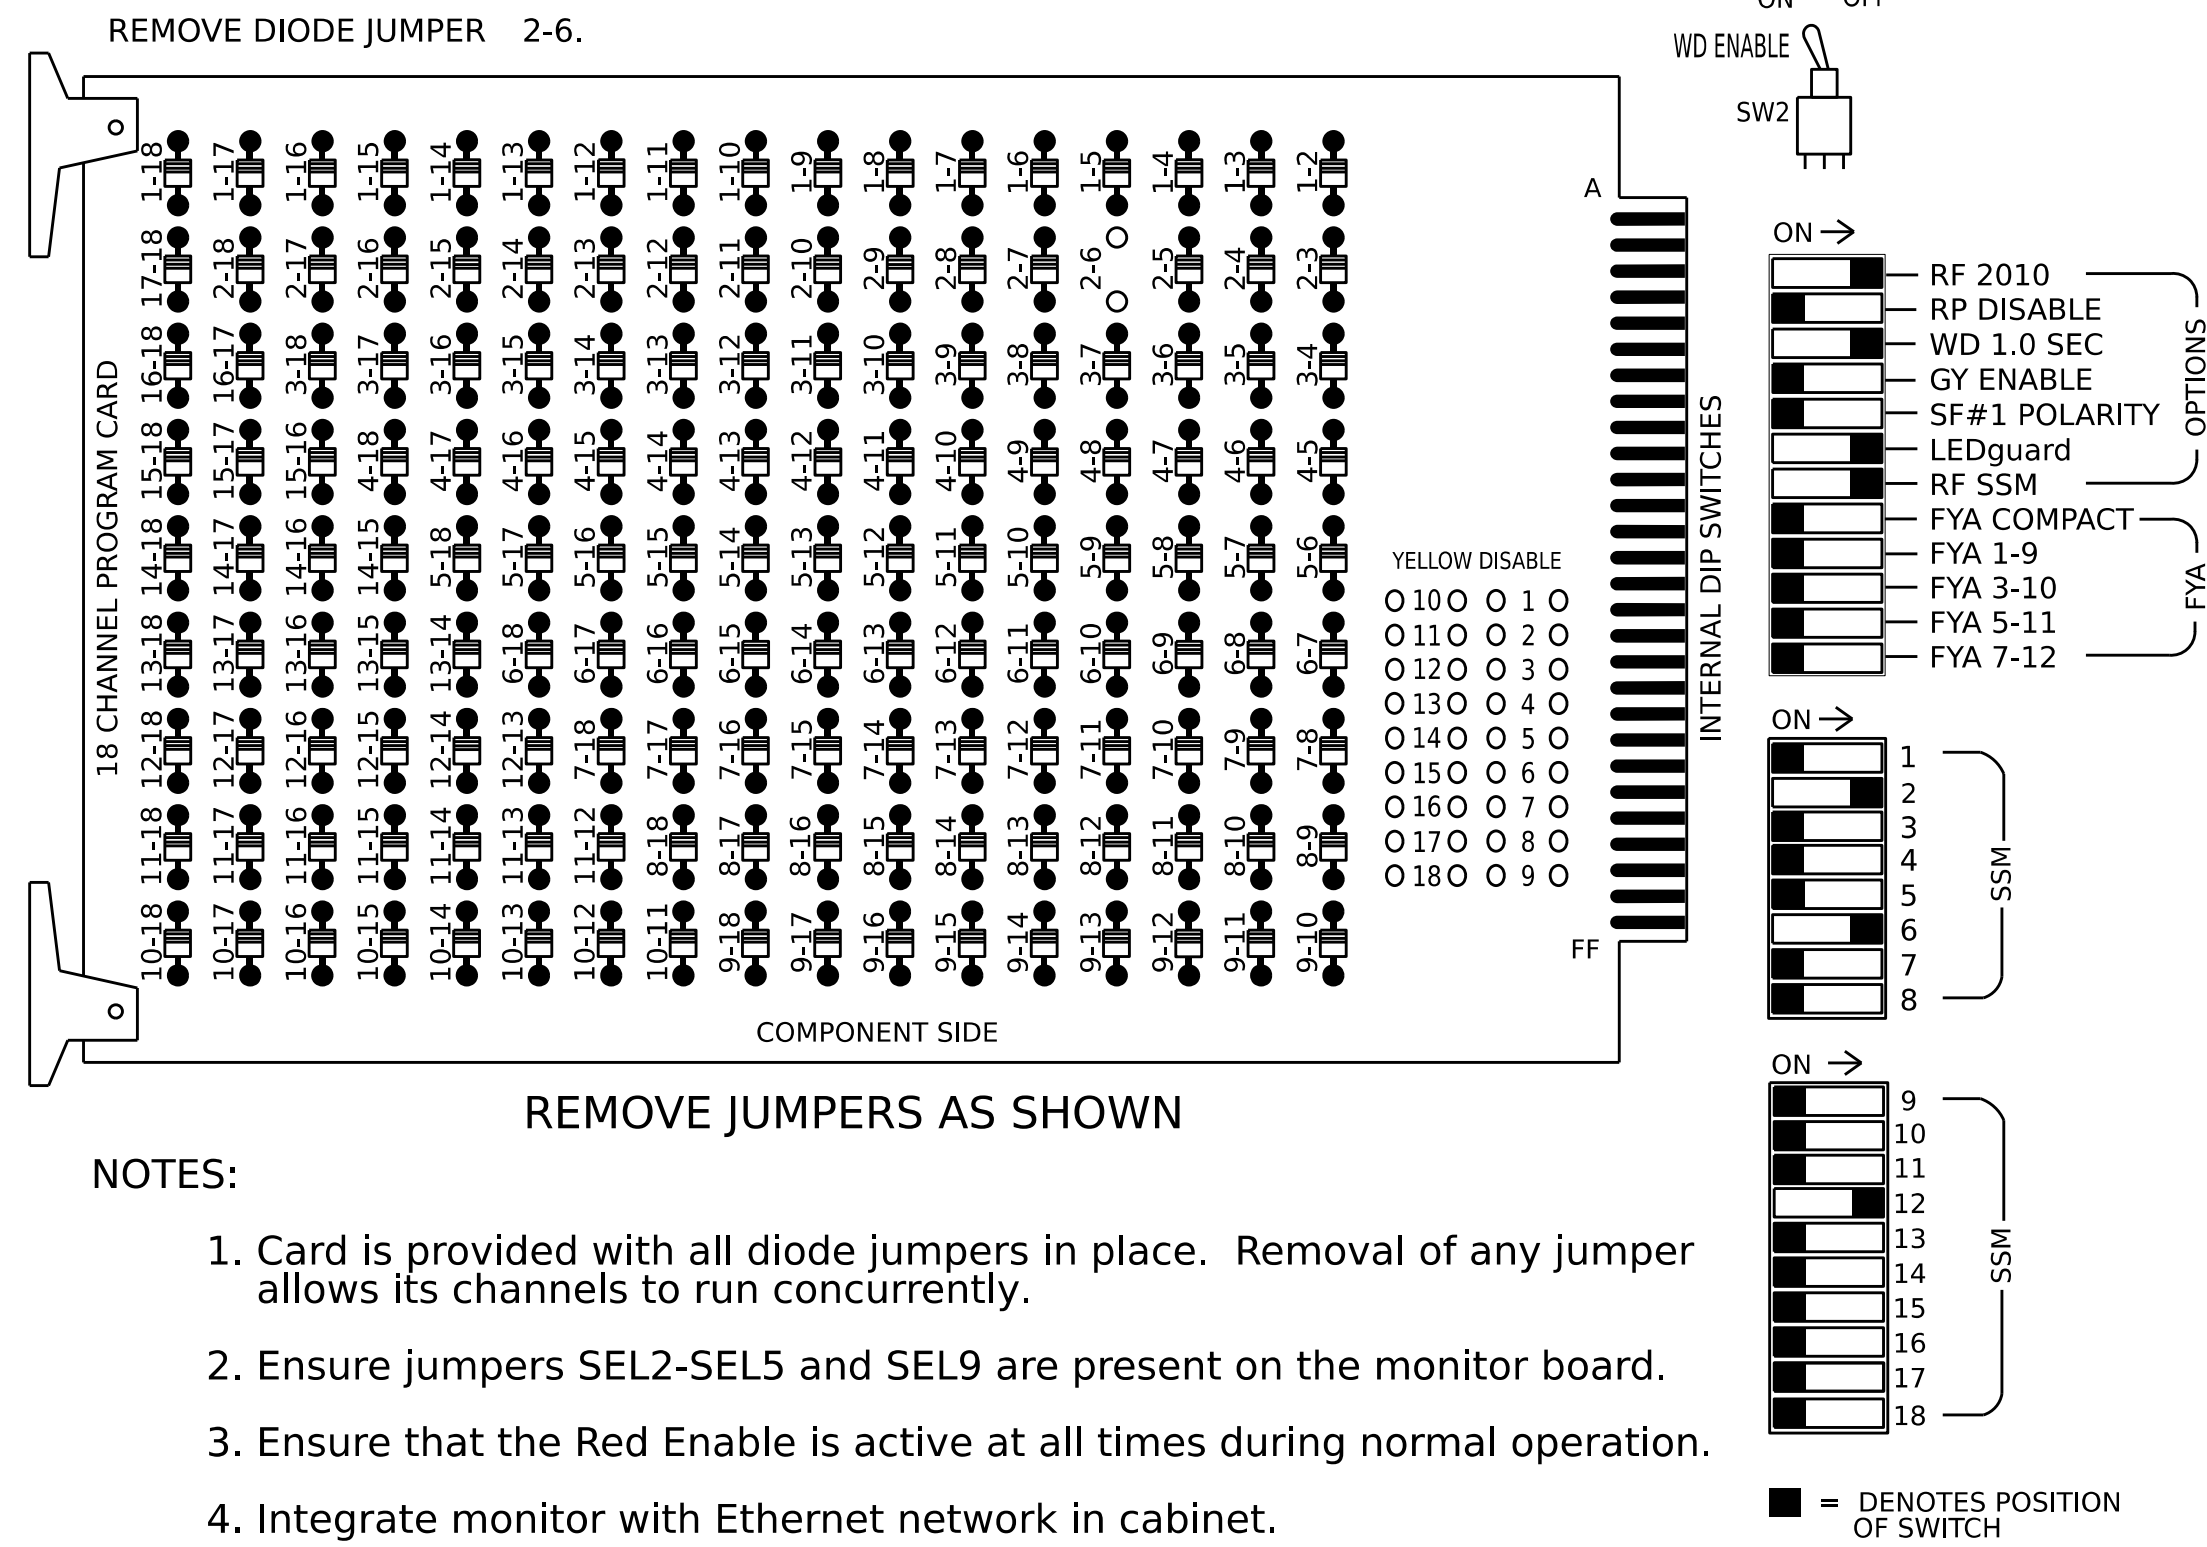 ON OFF
REMOVE DIODE JUMPER 2-6.
WD ENABLE
SW2
1-18 1-17 1-16 1-15 1-14 1-13 1-12 1-11 1-10 1-9 1-8 1-7 1-6 1-5 1-4 1-3 1-2
17-18 2-18 2-17 2-16 2-15 2-14 2-13 2-12 2-11 2-10 2-9 2-8 2-7 2-6 2-5 2-4 2-3
16-18 16-17 3-18 3-17 3-16 3-15 3-14 3-13 3-12 3-11 3-10 3-9 3-8 3-7 3-6 3-5 3-4
15-18 15-17 15-16 4-18 4-17 4-16 4-15 4-14 4-13 4-12 4-11 4-10 4-9 4-8 4-7 4-6 4-5
14-18 14-17 14-16 14-15 5-18 5-17 5-16 5-15 5-14 5-13 5-12 5-11 5-10 5-9 5-8 5-7 5-6
13-18 13-17 13-16 13-15 13-14 6-18 6-17 6-16 6-15 6-14 6-13 6-12 6-11 6-10 6-9 6-8 6-7
12-18 12-17 12-16 12-15 12-14 12-13 7-18 7-17 7-16 7-15 7-14 7-13 7-12 7-11 7-10 7-9 7-8
11-18 11-17 11-16 11-15 11-14 11-13 11-12 8-18 8-17 8-16 8-15 8-14 8-13 8-12 8-11 8-10 8-9
10-18 10-17 10-16 10-15 10-14 10-13 10-12 10-11 9-18 9-17 9-16 9-15 9-14 9-13 9-12 9-11 9-10
18 CHANNEL PROGRAM CARD
COMPONENT SIDE
YELLOW DISABLE
10 1
11 2
12 3
13 4
14 5
15 6
16 7
17 8
18 9
A
FF
INTERNAL DIP SWITCHES
ON
RF 2010
RP DISABLE
WD 1.0 SEC
GY ENABLE
SF#1 POLARITY
LEDguard
RF SSM
OPTIONS
FYA COMPACT
FYA 1-9
FYA 3-10
FYA 5-11
FYA 7-12
FYA
ON
1
2
3
4
5
6
7
8
SSM
ON
9
10
11
12
13
14
15
16
17
18
SSM
= DENOTES POSITION
OF SWITCH
REMOVE JUMPERS AS SHOWN
NOTES:
1. Card is provided with all diode jumpers in place. Removal of any jumper
allows its channels to run concurrently.
2. Ensure jumpers SEL2-SEL5 and SEL9 are present on the monitor board.
3. Ensure that the Red Enable is active at all times during normal operation.
4. Integrate monitor with Ethernet network in cabinet.